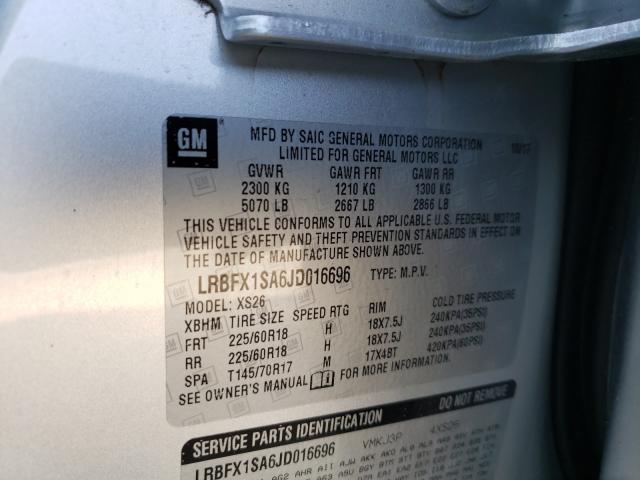 GM
MFD BY SAIC GENERAL MOTORS CORPORATION 10/17
LIMITED FOR GENERAL MOTORS LLC
GVWR GAWR FRT GAWR RR
2300 KG 1210 KG 1300 KG
5070 LB 2667 LB 2866 LB
THIS VEHICLE CONFORMS TO ALL APPLICABLE U.S. FEDERAL MOTOR
VEHICLE SAFETY AND THEFT PREVENTION STANDARDS IN EFFECT ON
THE DATE OF MANUFACTURE SHOWN ABOVE.
LRBFX1SA6JD016696 TYPE: M.P.V.
MODEL: XS26
XBHM TIRE SIZE SPEED RTG RIM COLD TIRE PRESSURE
FRT 225/60R18 H 18X7.5J 240KPA(35PSI)
RR 225/60R18 H 18X7.5J 240KPA(35PSI)
SPA T145/70R17 M 17X4BT 420KPA(60PSI)
SEE OWNER'S MANUAL FOR MORE INFORMATION.
SERVICE PARTS IDENTIFICATION
LRBFX1SA6JD016696 VMKJ3P 4XS26